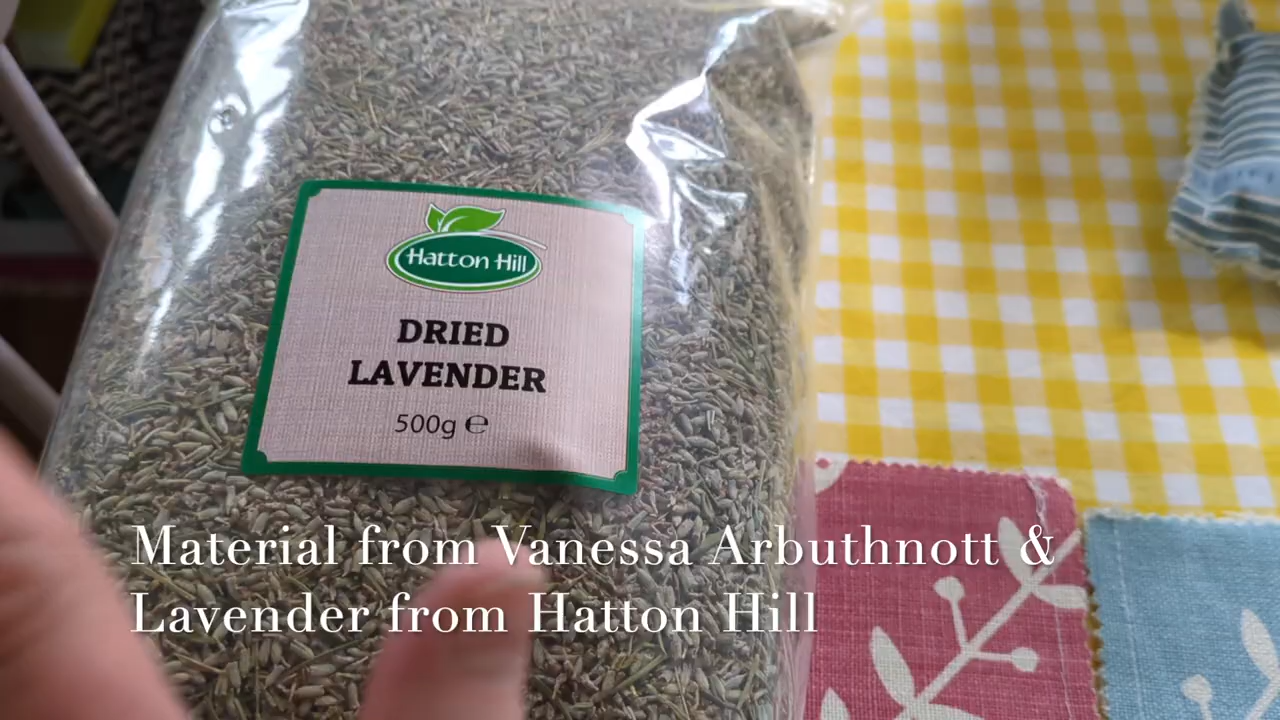 Hatton Hill
DRIED
LAVENDER
500g ℮
Material from Vanessa Arbuthnott &
Lavender from Hatton Hill